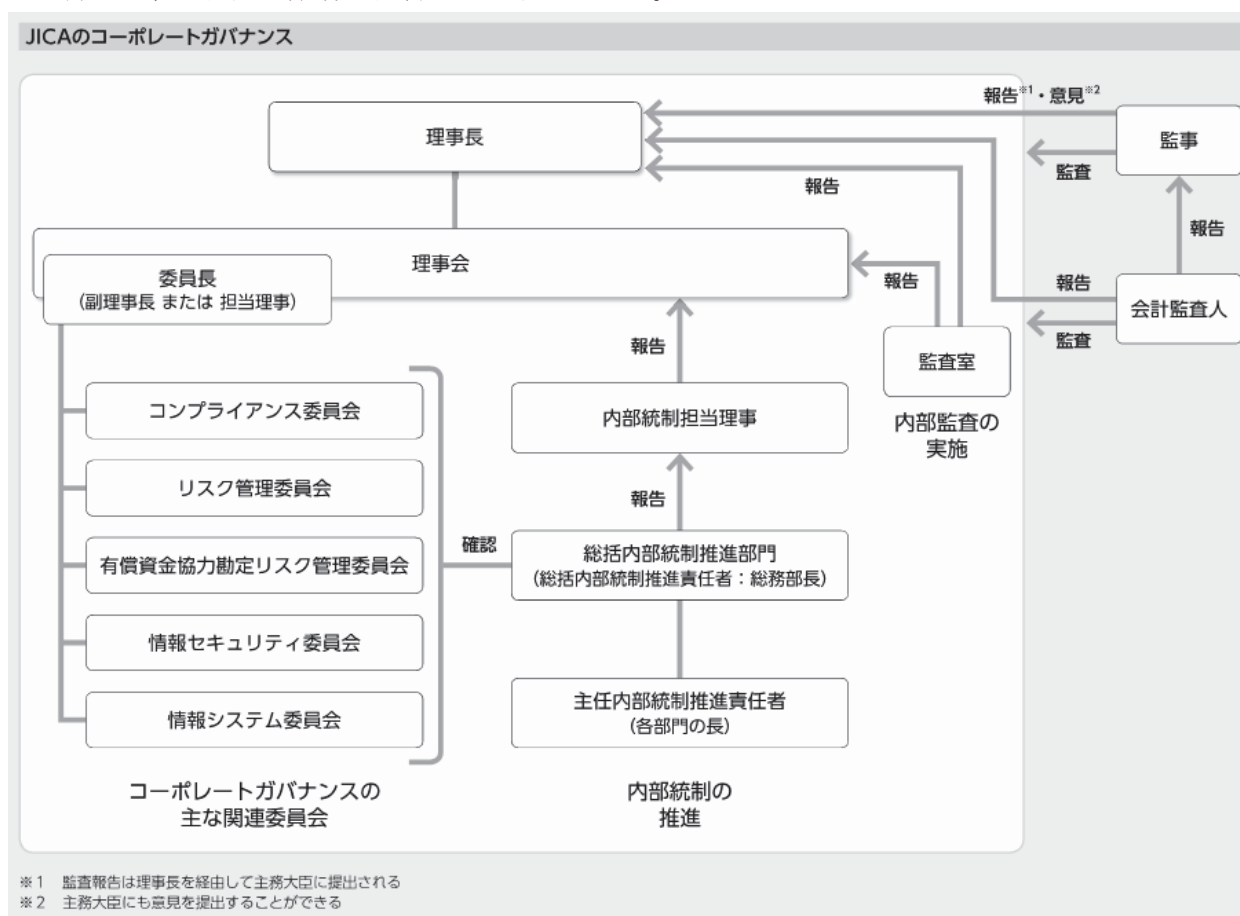 JICAのコーポレートガバナンス
報告※1・意見※2
理事長
監事
監査
報告
報告
理事会
委員長
(副理事長 または 担当理事)
報告
報告
会計監査人
監査
報告
監査室
内部監査の
実施
コンプライアンス委員会
リスク管理委員会
有償資金協力勘定リスク管理委員会
情報セキュリティ委員会
情報システム委員会
コーポレートガバナンスの
主な関連委員会
確認
内部統制担当理事
報告
総括内部統制推進部門
(総括内部統制推進責任者：総務部長)
主任内部統制推進責任者
(各部門の長)
内部統制の
推進
※1 監査報告は理事長を経由して主務大臣に提出される
※2 主務大臣にも意見を提出することができる